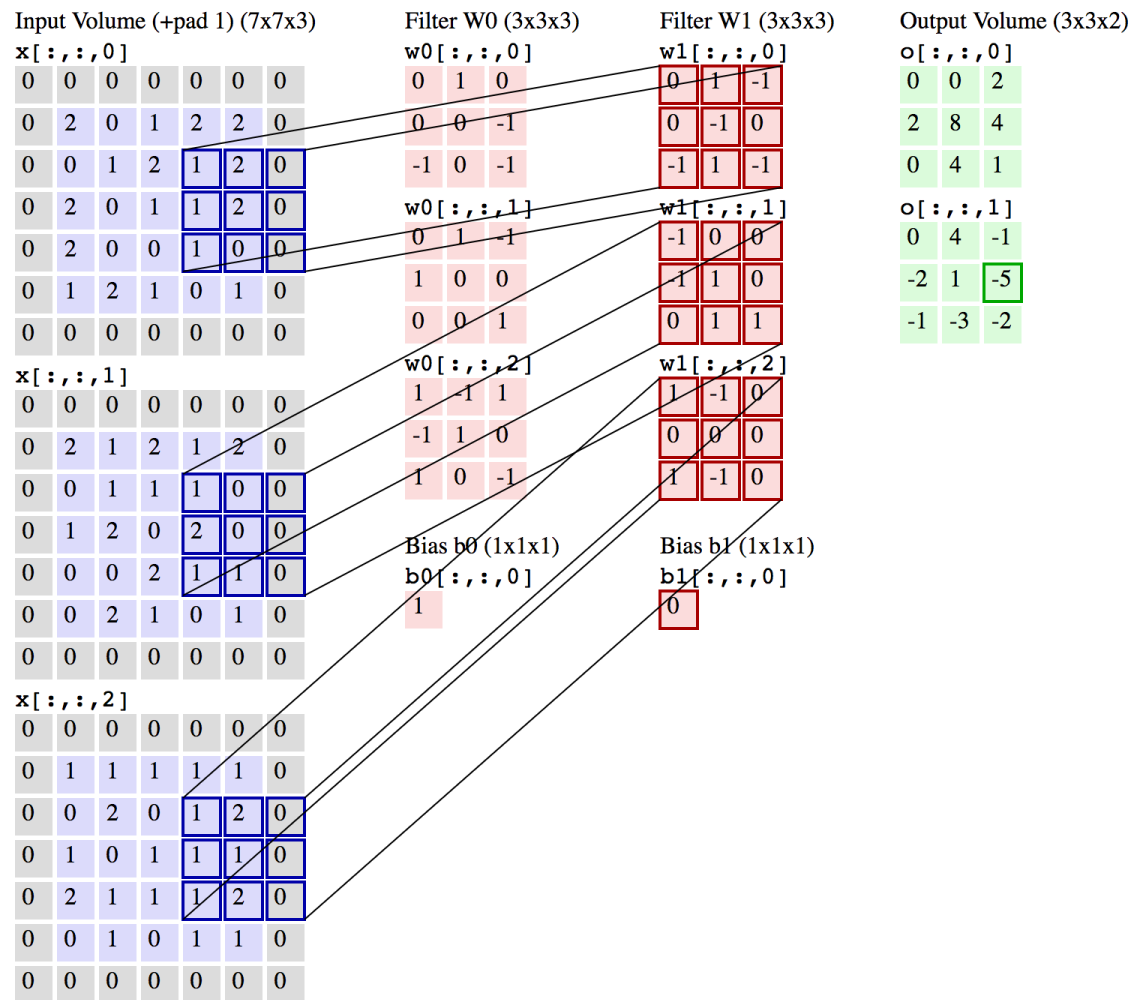 Input Volume (+pad 1) (7x7x3)
x[:,:,0]
0 0 0 0 0 0 0
0 2 0 1 2 2 0
0 0 1 2 1 2 0
0 2 0 1 1 2 0
0 2 0 0 1 0 0
0 1 2 1 0 1 0
0 0 0 0 0 0 0
x[:,:,1]
0 0 0 0 0 0 0
0 2 1 2 1 2 0
0 0 1 1 1 0 0
0 1 2 0 2 0 0
0 0 0 2 1 1 0
0 0 2 1 0 1 0
0 0 0 0 0 0 0
x[:,:,2]
0 0 0 0 0 0 0
0 1 1 1 1 1 0
0 0 2 0 1 2 0
0 1 0 1 1 1 0
0 2 1 1 1 2 0
0 0 1 0 1 1 0
0 0 0 0 0 0 0
Filter W0 (3x3x3)
w0[:,:,0]
0 1 0
0 0 -1
-1 0 -1
w0[:,:,1]
0 1 -1
1 0 0
0 0 1
w0[:,:,2]
1 -1 1
-1 1 0
1 0 -1
Bias b0 (1x1x1)
b0[:,:,0]
1
Filter W1 (3x3x3)
w1[:,:,0]
0 1 -1
0 -1 0
-1 1 -1
w1[:,:,1]
-1 0 0
-1 1 0
0 1 1
w1[:,:,2]
1 -1 0
0 0 0
1 -1 0
Bias b1 (1x1x1)
b1[:,:,0]
0
Output Volume (3x3x2)
o[:,:,0]
0 0 2
2 8 4
0 4 1
o[:,:,1]
0 4 -1
-2 1 -5
-1 -3 -2